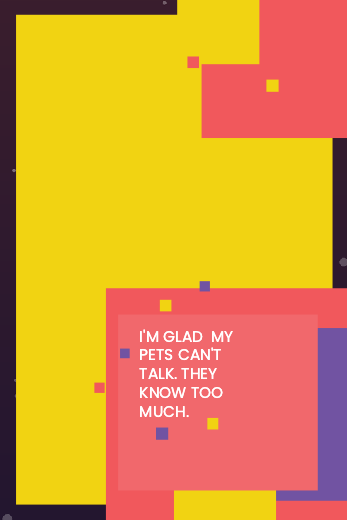 I'M GLAD  MY
PETS CAN'T
TALK. THEY
KNOW TOO
MUCH.